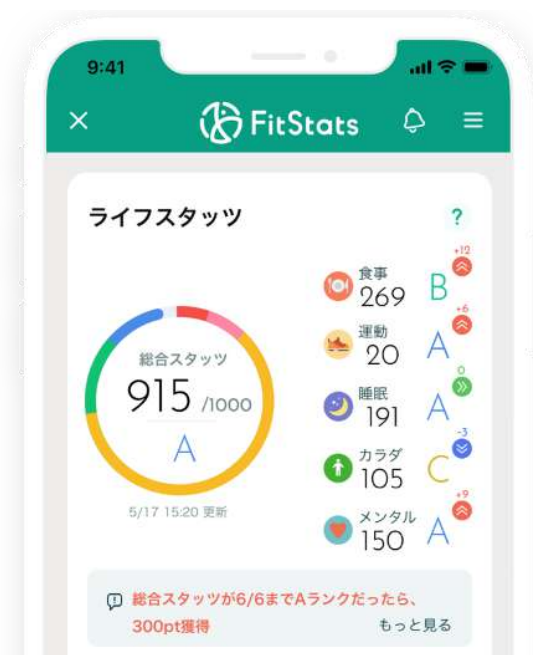 9:41
FitStats
ライフスタッツ
?
総合スタッツ
915 /1000
A
5/17 15:20 更新
食事
269 B +12
運動
20 A +6
睡眠
191 A 0
カラダ
105 C -3
メンタル
150 A +9
総合スタッツが6/6までAランクだったら、
300pt獲得 もっと見る